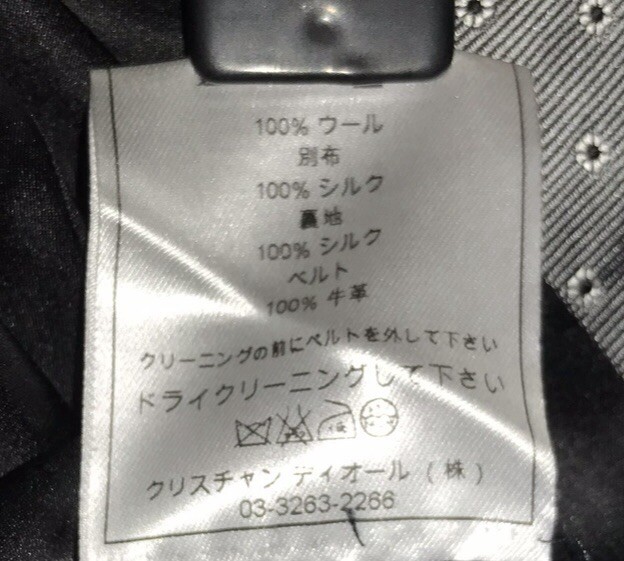 100% ウール
別布
100% シルク
裏地
100% シルク
ベルト
100% 牛革
クリーニングの前にベルトを外して下さい
ドライクリーニングして下さい
クリスチャン ディオール (株)
03-3263-2266